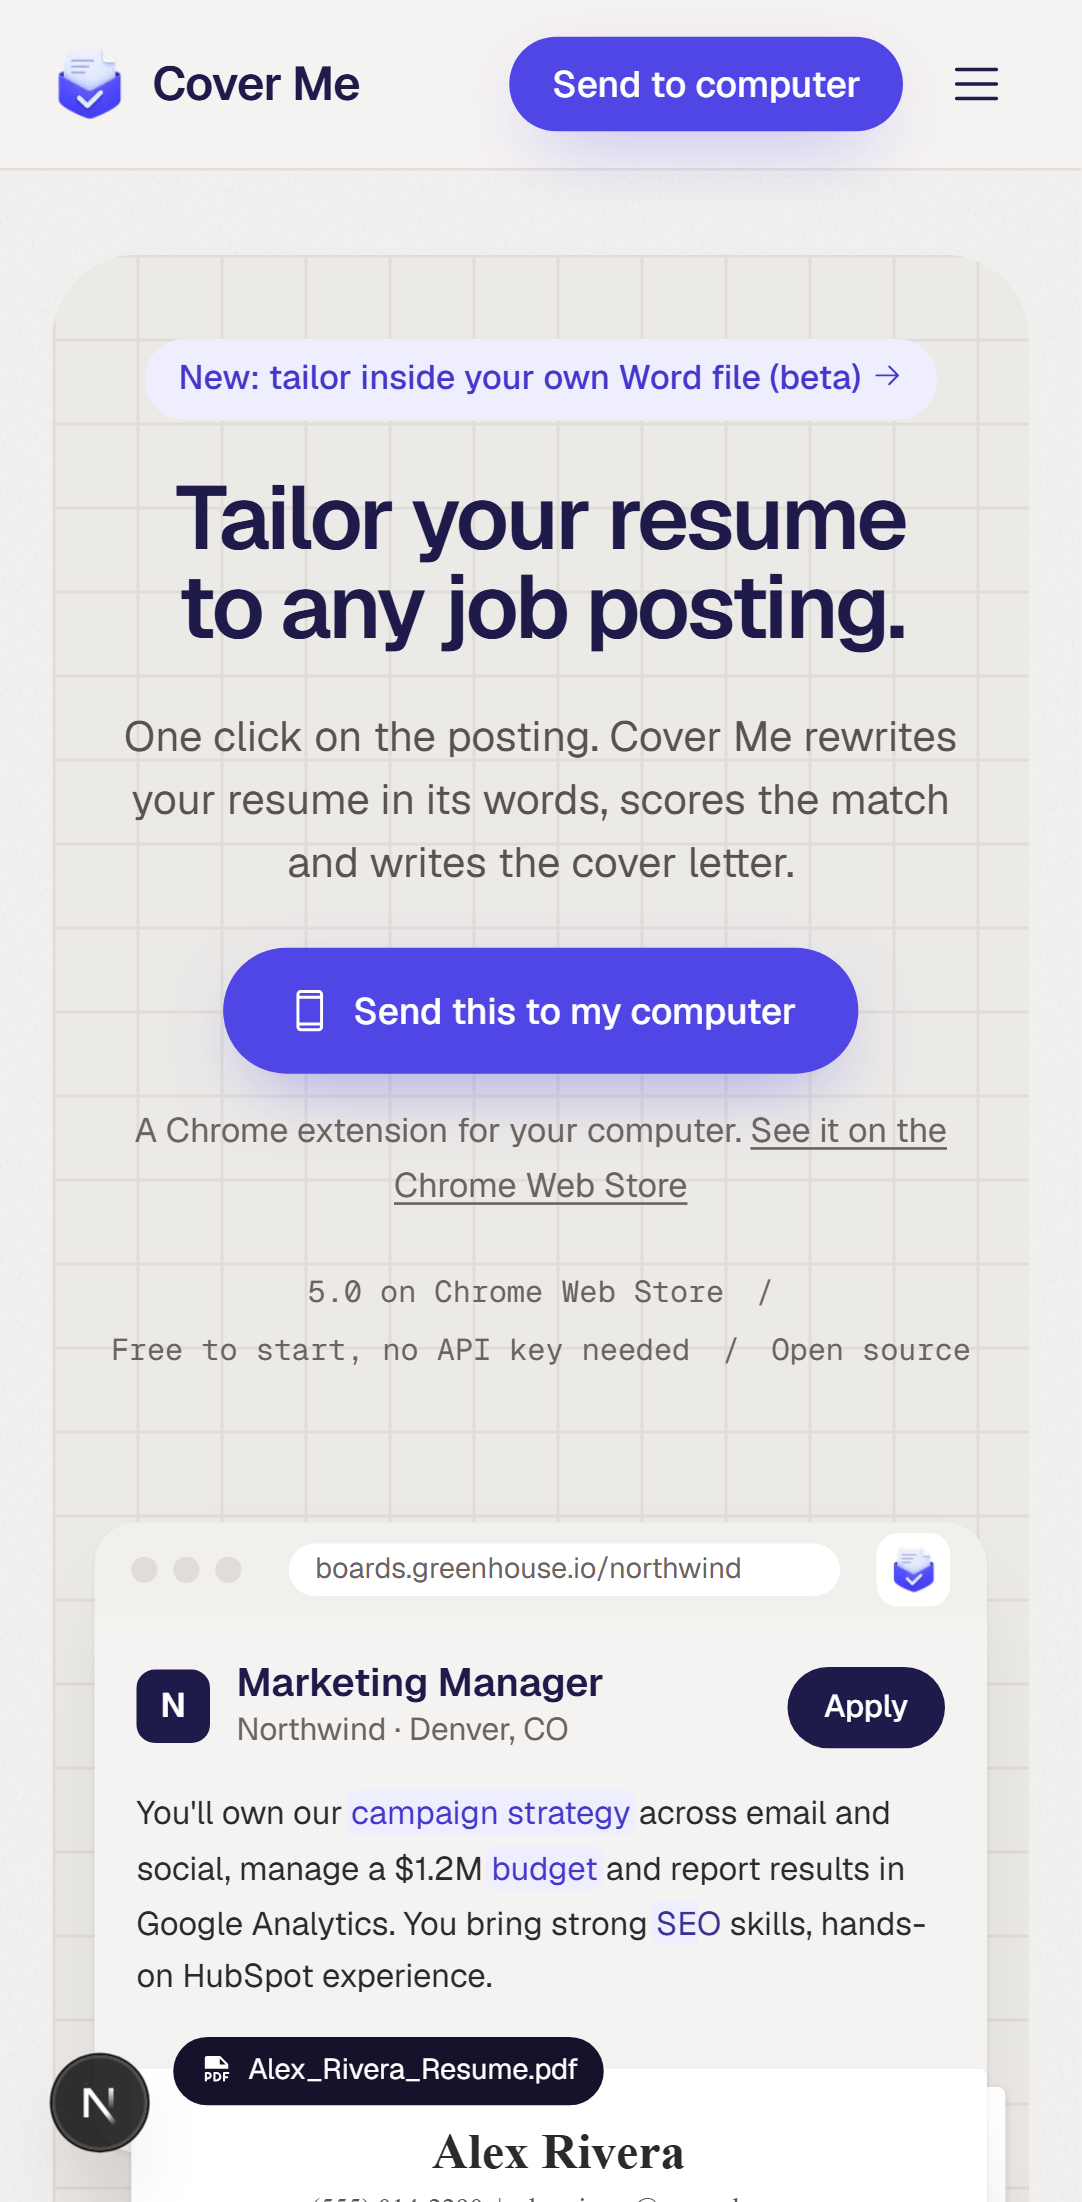 Cover Me
Send to computer
New: tailor inside your own Word file (beta) →
Tailor your resume
to any job posting.
One click on the posting. Cover Me rewrites
your resume in its words, scores the match
and writes the cover letter.
Send this to my computer
A Chrome extension for your computer. See it on the
Chrome Web Store
5.0 on Chrome Web Store /
Free to start, no API key needed / Open source
boards.greenhouse.io/northwind
N
Marketing Manager
Northwind · Denver, CO
Apply
You'll own our campaign strategy across email and
social, manage a $1.2M budget and report results in
Google Analytics. You bring strong SEO skills, hands-
on HubSpot experience.
PDF
Alex_Rivera_Resume.pdf
N
Alex Rivera